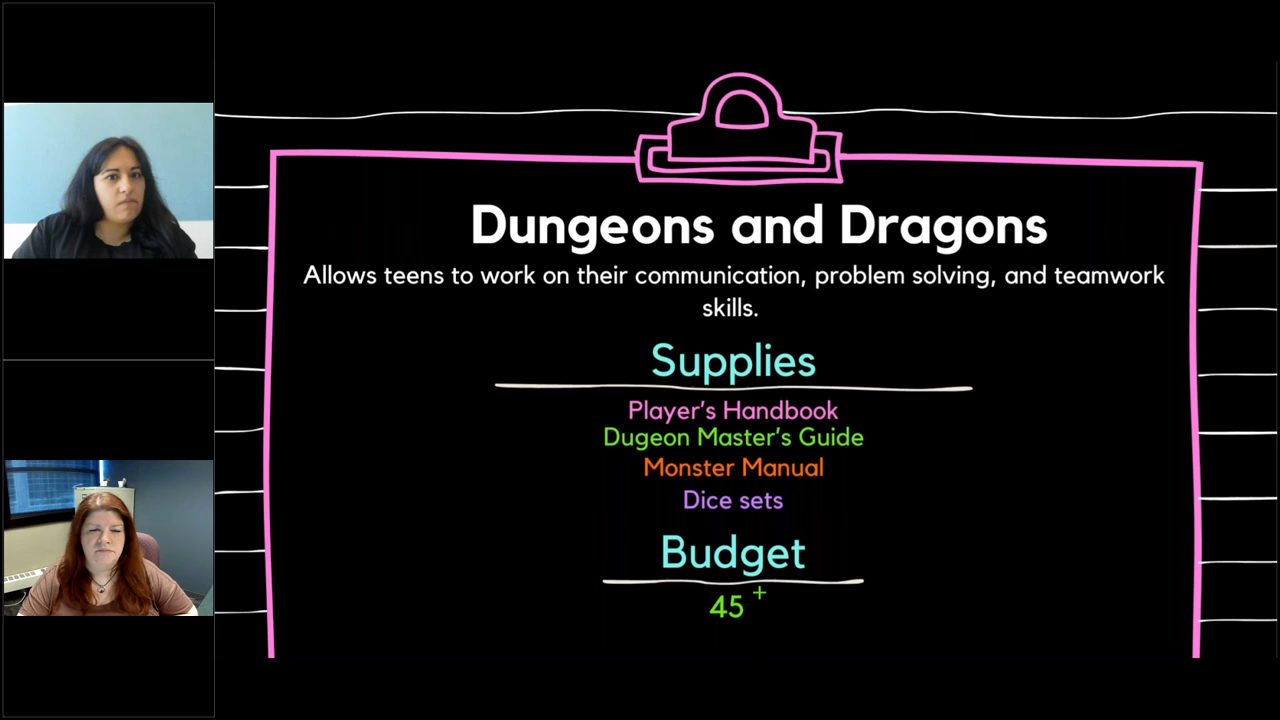 Dungeons and Dragons
Allows teens to work on their communication, problem solving, and teamwork
skills.
Supplies
Player's Handbook
Dugeon Master's Guide
Monster Manual
Dice sets
Budget
45 +